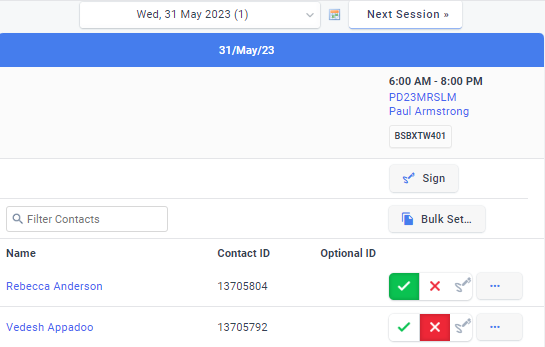 Wed, 31 May 2023 (1)
Next Session »
31/May/23
6:00 AM - 8:00 PM
PD23MRSLM
Paul Armstrong
BSBXTW401
Sign
Filter Contacts
Bulk Set...
Name Contact ID Optional ID
Rebecca Anderson 13705804
Vedesh Appadoo 13705792